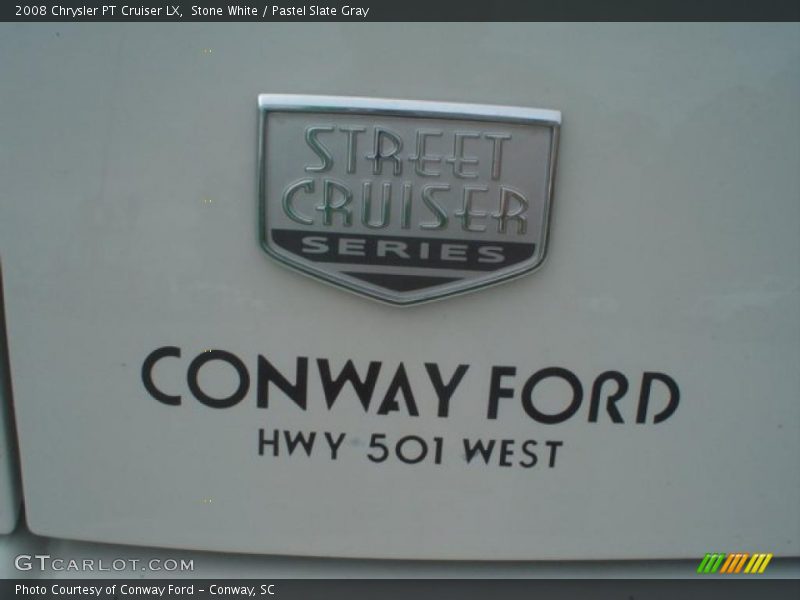 2008 Chrysler PT Cruiser LX, Stone White / Pastel Slate Gray
STREET
CRUISER
SERIES
CONWAY FORD
HWY 501 WEST
GTCARLOT.COM
Photo Courtesy of Conway Ford - Conway, SC